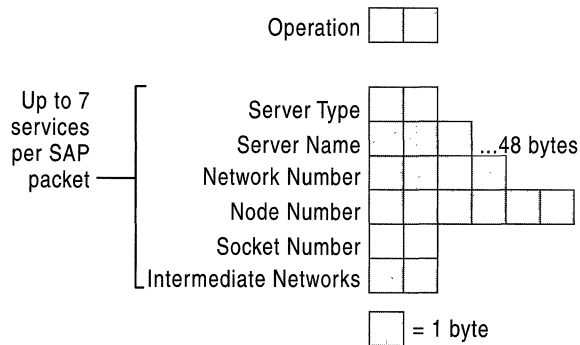 Operation
Up to 7
services
per SAP
packet
Server Type
Server Name
...48 bytes
Network Number
Node Number
Socket Number
Intermediate Networks
= 1 byte